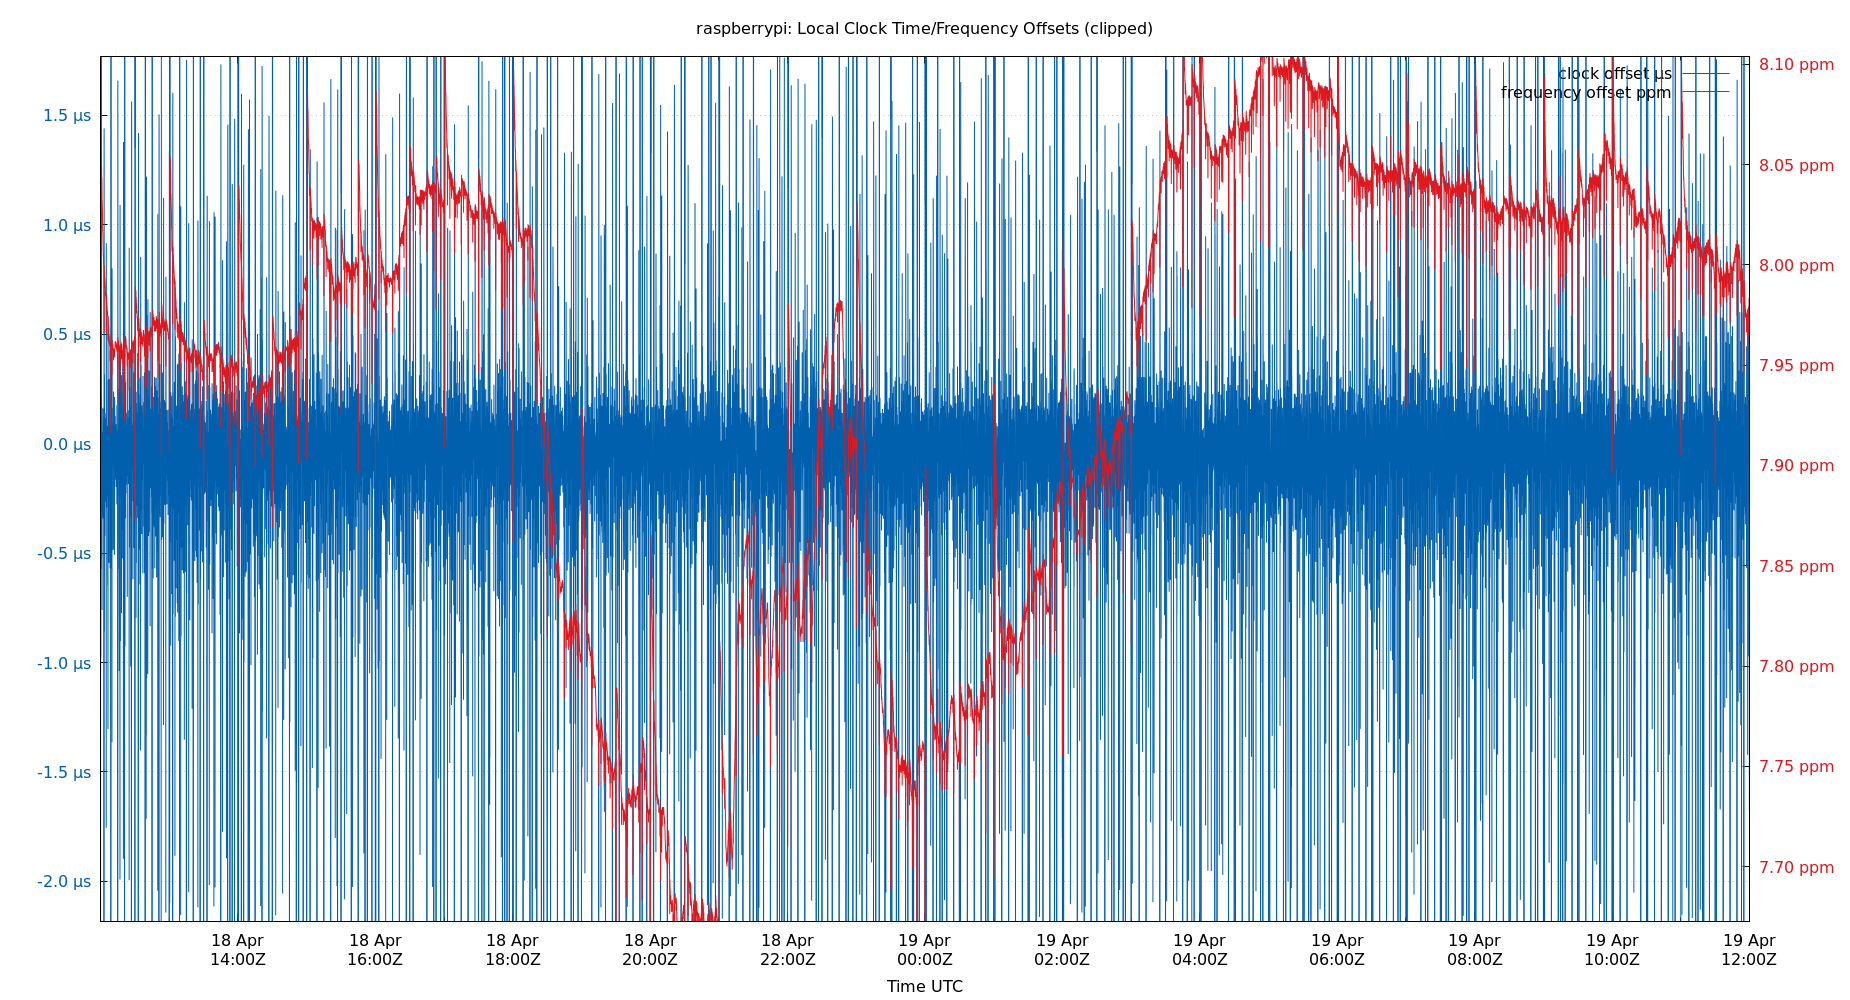 raspberrypi: Local Clock Time/Frequency Offsets (clipped)
clock offset µs
frequency offset ppm
1.5 µs
1.0 µs
0.5 µs
0.0 µs
-0.5 µs
-1.0 µs
-1.5 µs
-2.0 µs
8.10 ppm
8.05 ppm
8.00 ppm
7.95 ppm
7.90 ppm
7.85 ppm
7.80 ppm
7.75 ppm
7.70 ppm
18 Apr 18 Apr 18 Apr 18 Apr 18 Apr 19 Apr 19 Apr 19 Apr 19 Apr 19 Apr 19 Apr 19 Apr
14:00Z 16:00Z 18:00Z 20:00Z 22:00Z 00:00Z 02:00Z 04:00Z 06:00Z 08:00Z 10:00Z 12:00Z
Time UTC